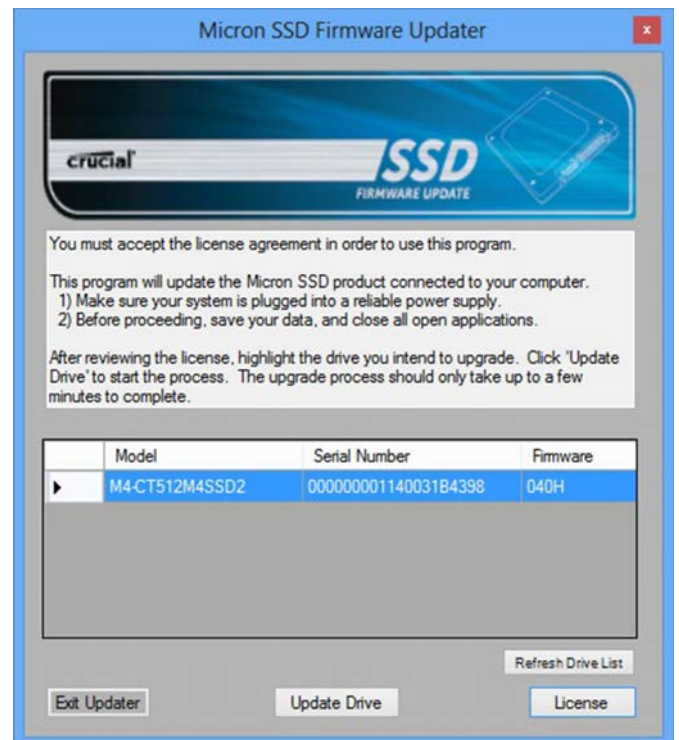 Micron SSD Firmware Updater
x
crucial
SSD
FIRMWARE UPDATE
You must accept the license agreement in order to use this program.
This program will update the Micron SSD product connected to your computer.
1) Make sure your system is plugged into a reliable power supply.
2) Before proceeding, save your data, and close all open applications.
After reviewing the license, highlight the drive you intend to upgrade. Click 'Update
Drive' to start the process. The upgrade process should only take up to a few
minutes to complete.
Model Serial Number Firmware
M4-CT512M4SSD2 000000001140031B4398 040H
Refresh Drive List
Exit Updater Update Drive License